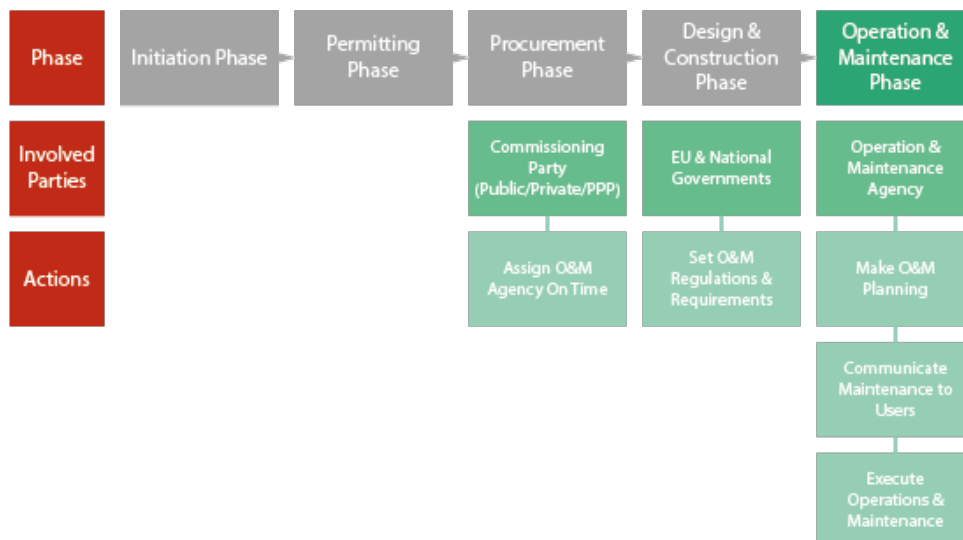 Phase
Initiation Phase
Permitting
Phase
Procurement
Phase
Design &
Construction
Phase
Operation &
Maintenance
Phase
Involved
Parties
Commissioning
Party
(Public/Private/PPP)
EU & National
Governments
Operation &
Maintenance
Agency
Actions
Assign O&M
Agency On Time
Set O&M
Regulations &
Requirements
Make O&M
Planning
Communicate
Maintenance to
Users
Execute
Operations &
Maintenance